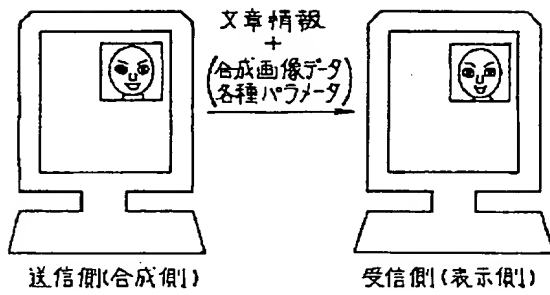 文章情報
+
(合成画像データ
各種パラメータ)
送信側(合成側)
受信側(表示側)